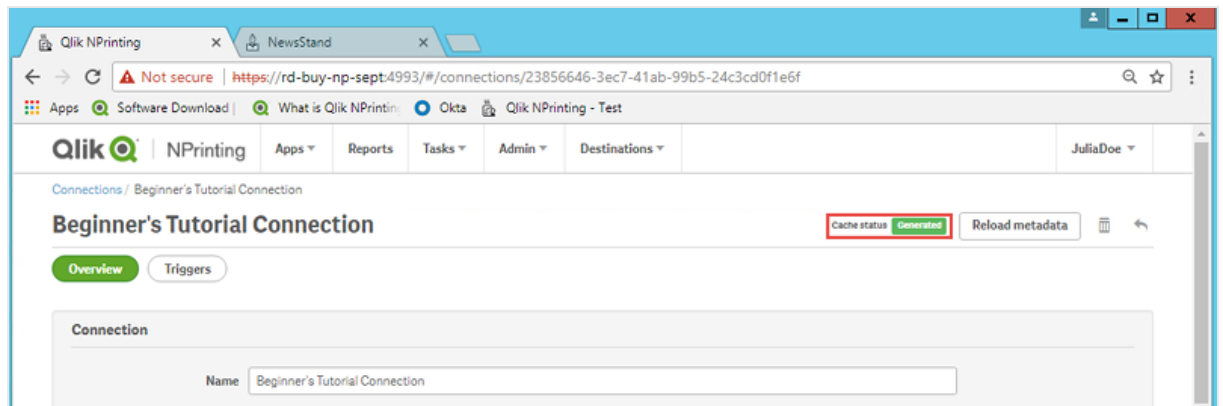 Qlik NPrinting NewsStand
Not secure https://rd-buy-np-sept:4993/#/connections/23856646-3ec7-41ab-99b5-24c3cd0f1e6f
Apps Software Download | What is Qlik NPrintin Okta Qlik NPrinting - Test
Qlik NPrinting Apps Reports Tasks Admin Destinations JuliaDoe
Connections / Beginner's Tutorial Connection
Beginner's Tutorial Connection Cache status Generated Reload metadata
Overview Triggers
Connection
Name Beginner's Tutorial Connection